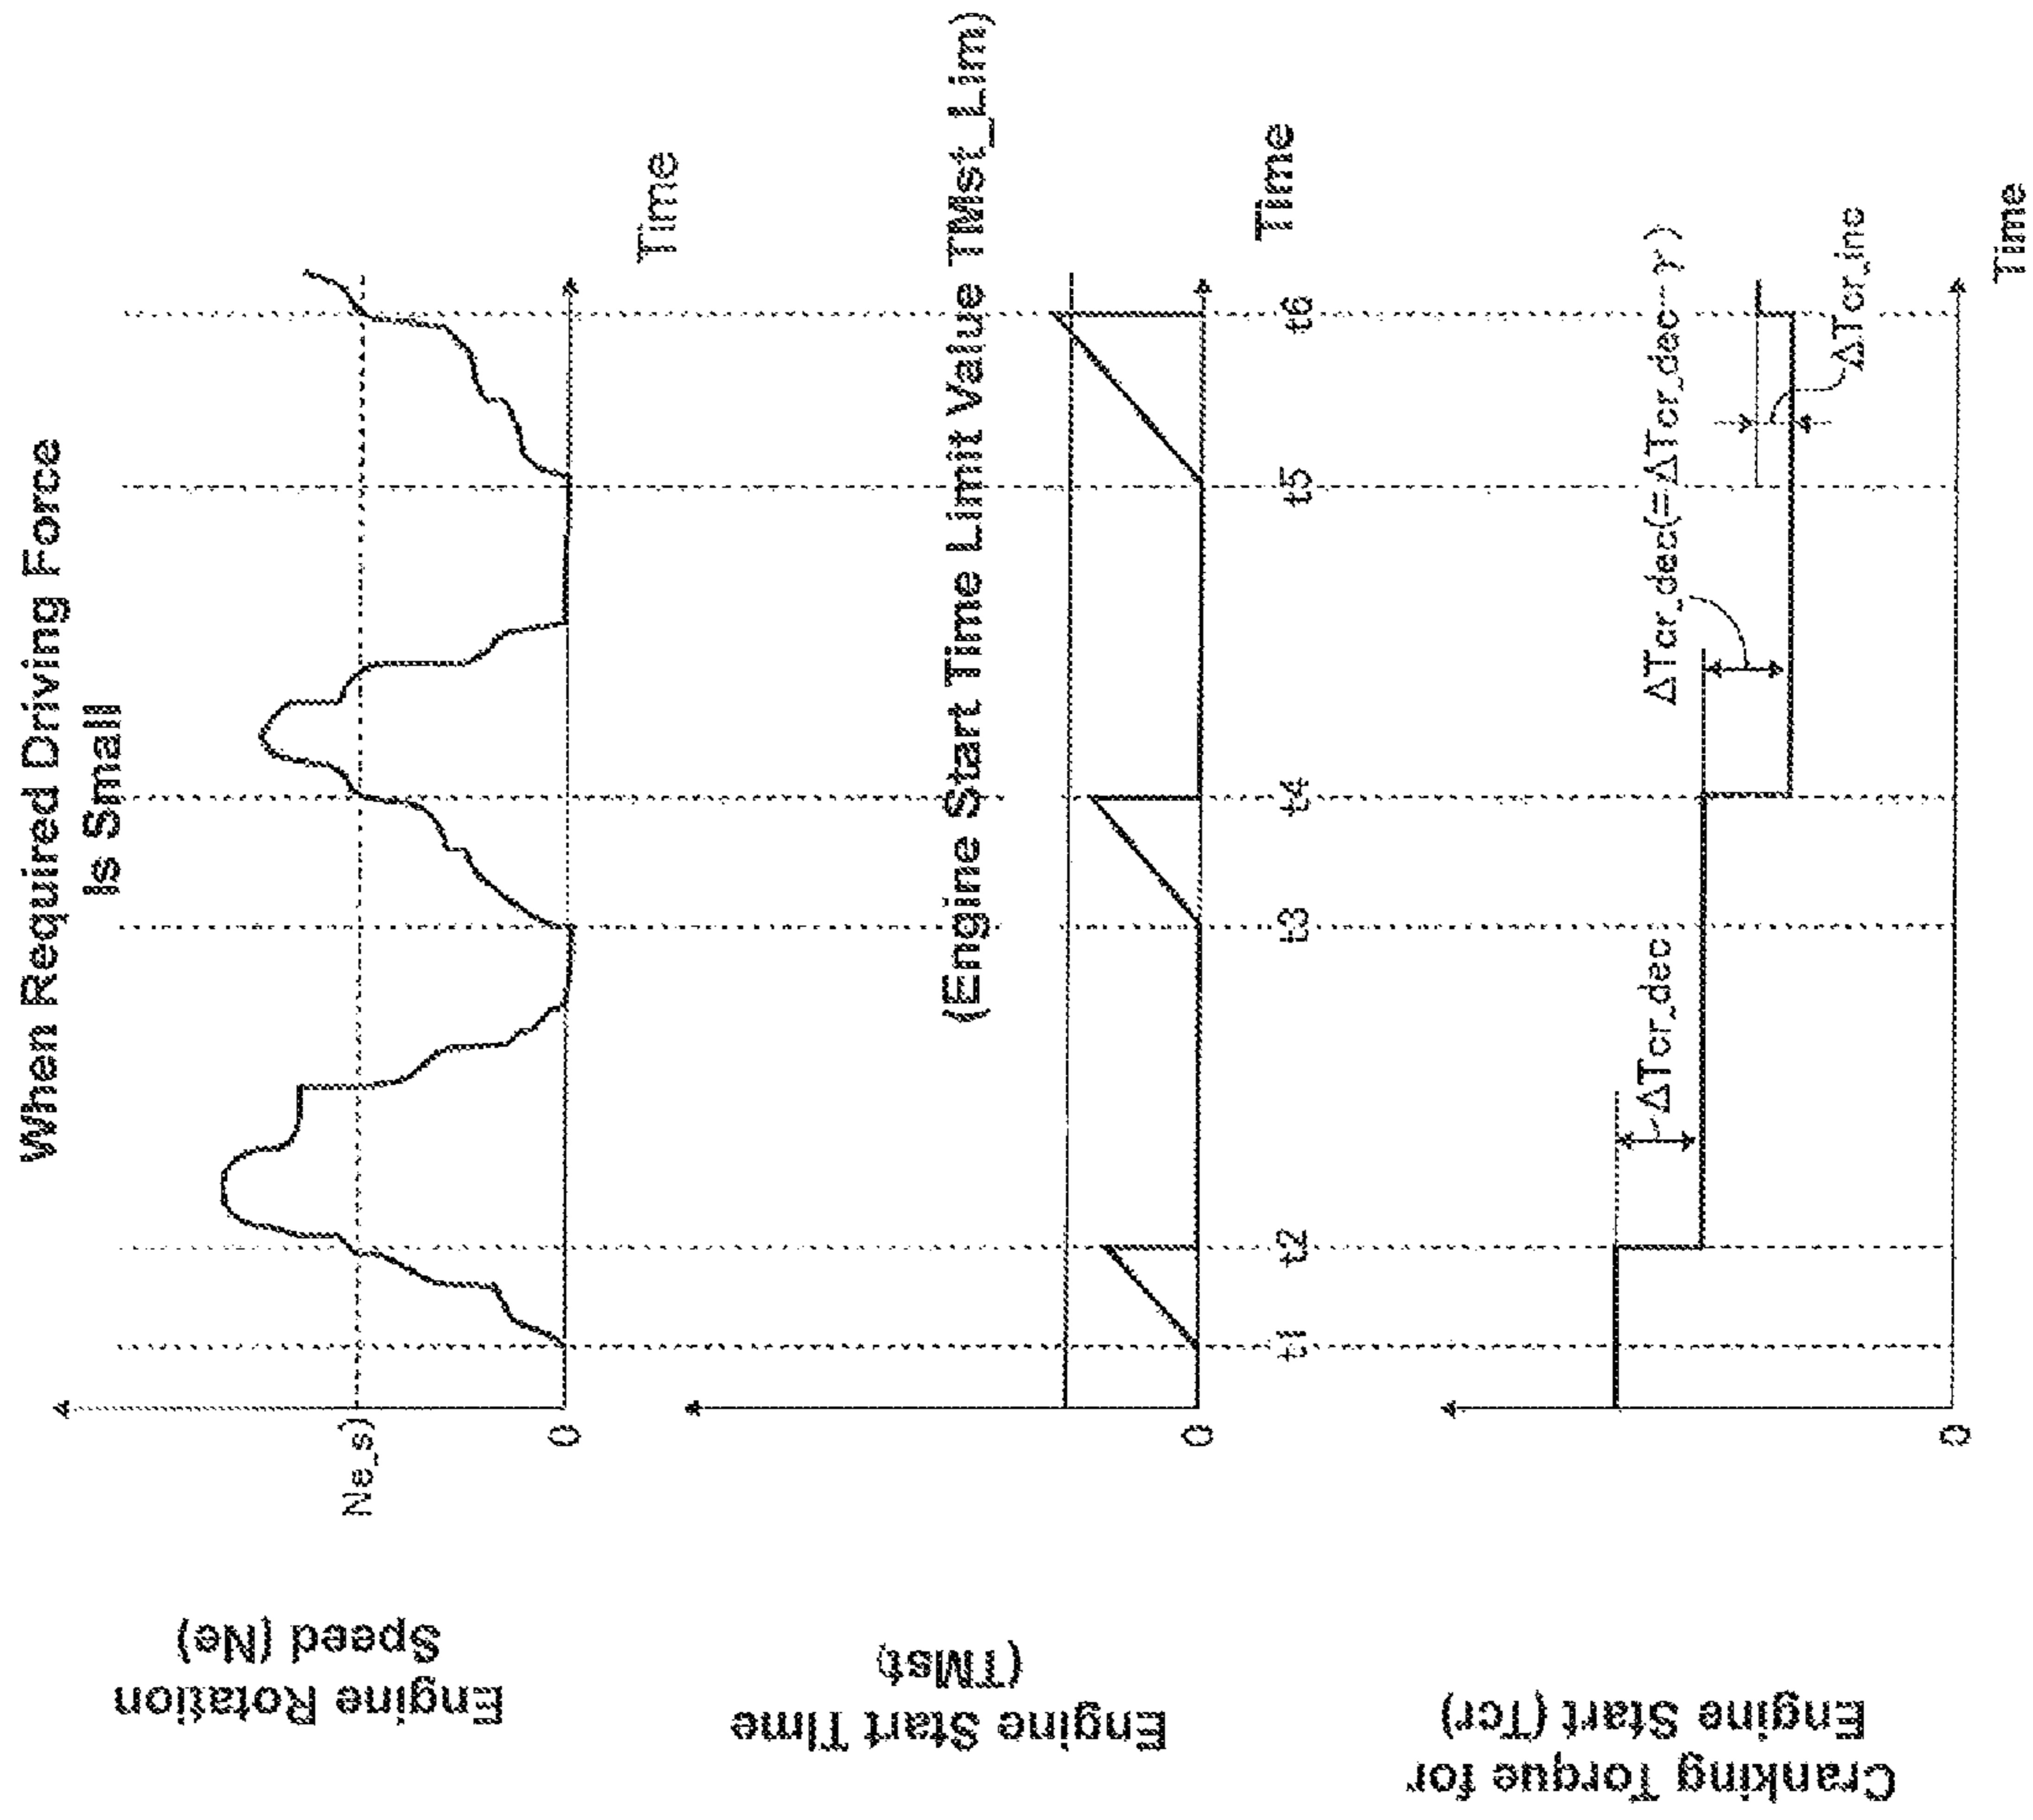 When Required Driving Force
Is Small
Engine Rotation
Speed (Ne)
Ne_s)
0
Time
Engine Start Time
(TMst)
(Engine Start Time Limit Value TMst_Lim)
0
Time
t1
t2
t3
t4
t5
t6
Cranking Torque for
Engine Start (Tcr)
ΔTcr_dec
ΔTcr_dec(=ΔTcr_dec-γ)
ΔTcr_inc
0
Time